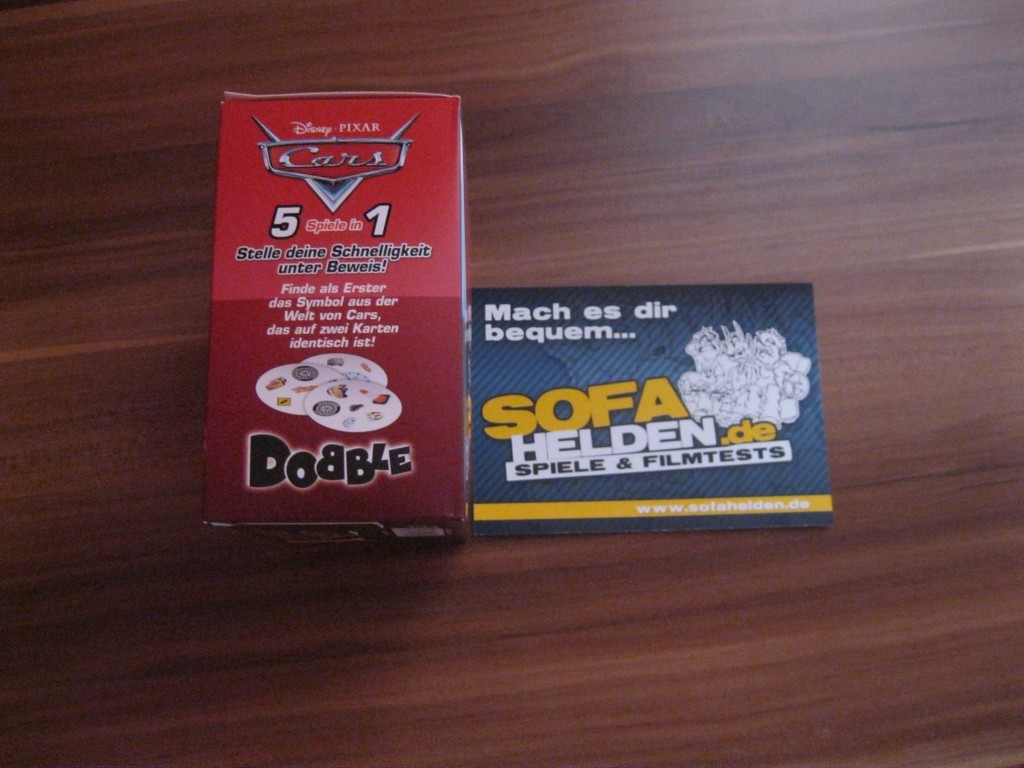 Disney · PIXAR
Cars
5 Spiele in 1
Stelle deine Schnelligkeit
unter Beweis!
Finde als Erster
das Symbol aus der
Welt von Cars,
das auf zwei Karten
identisch ist!
DOBBLE
Mach es dir
bequem...
SOFA
HELDEN.de
SPIELE & FILMTESTS
www.sofahelden.de